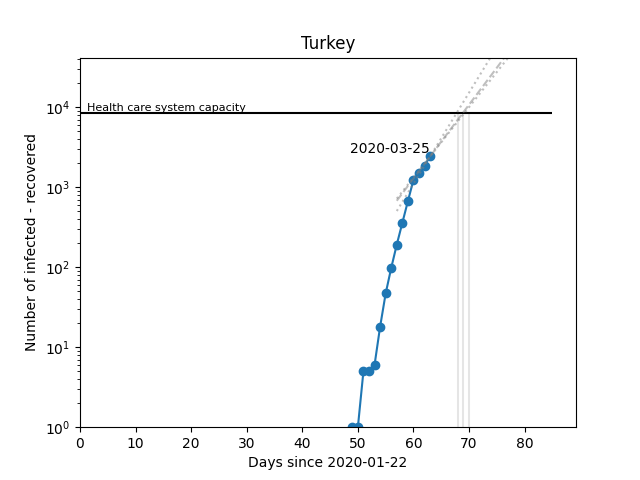 Turkey
Health care system capacity
2020-03-25
Number of infected - recovered
10⁴
10³
10²
10¹
10⁰
0 10 20 30 40 50 60 70 80
Days since 2020-01-22